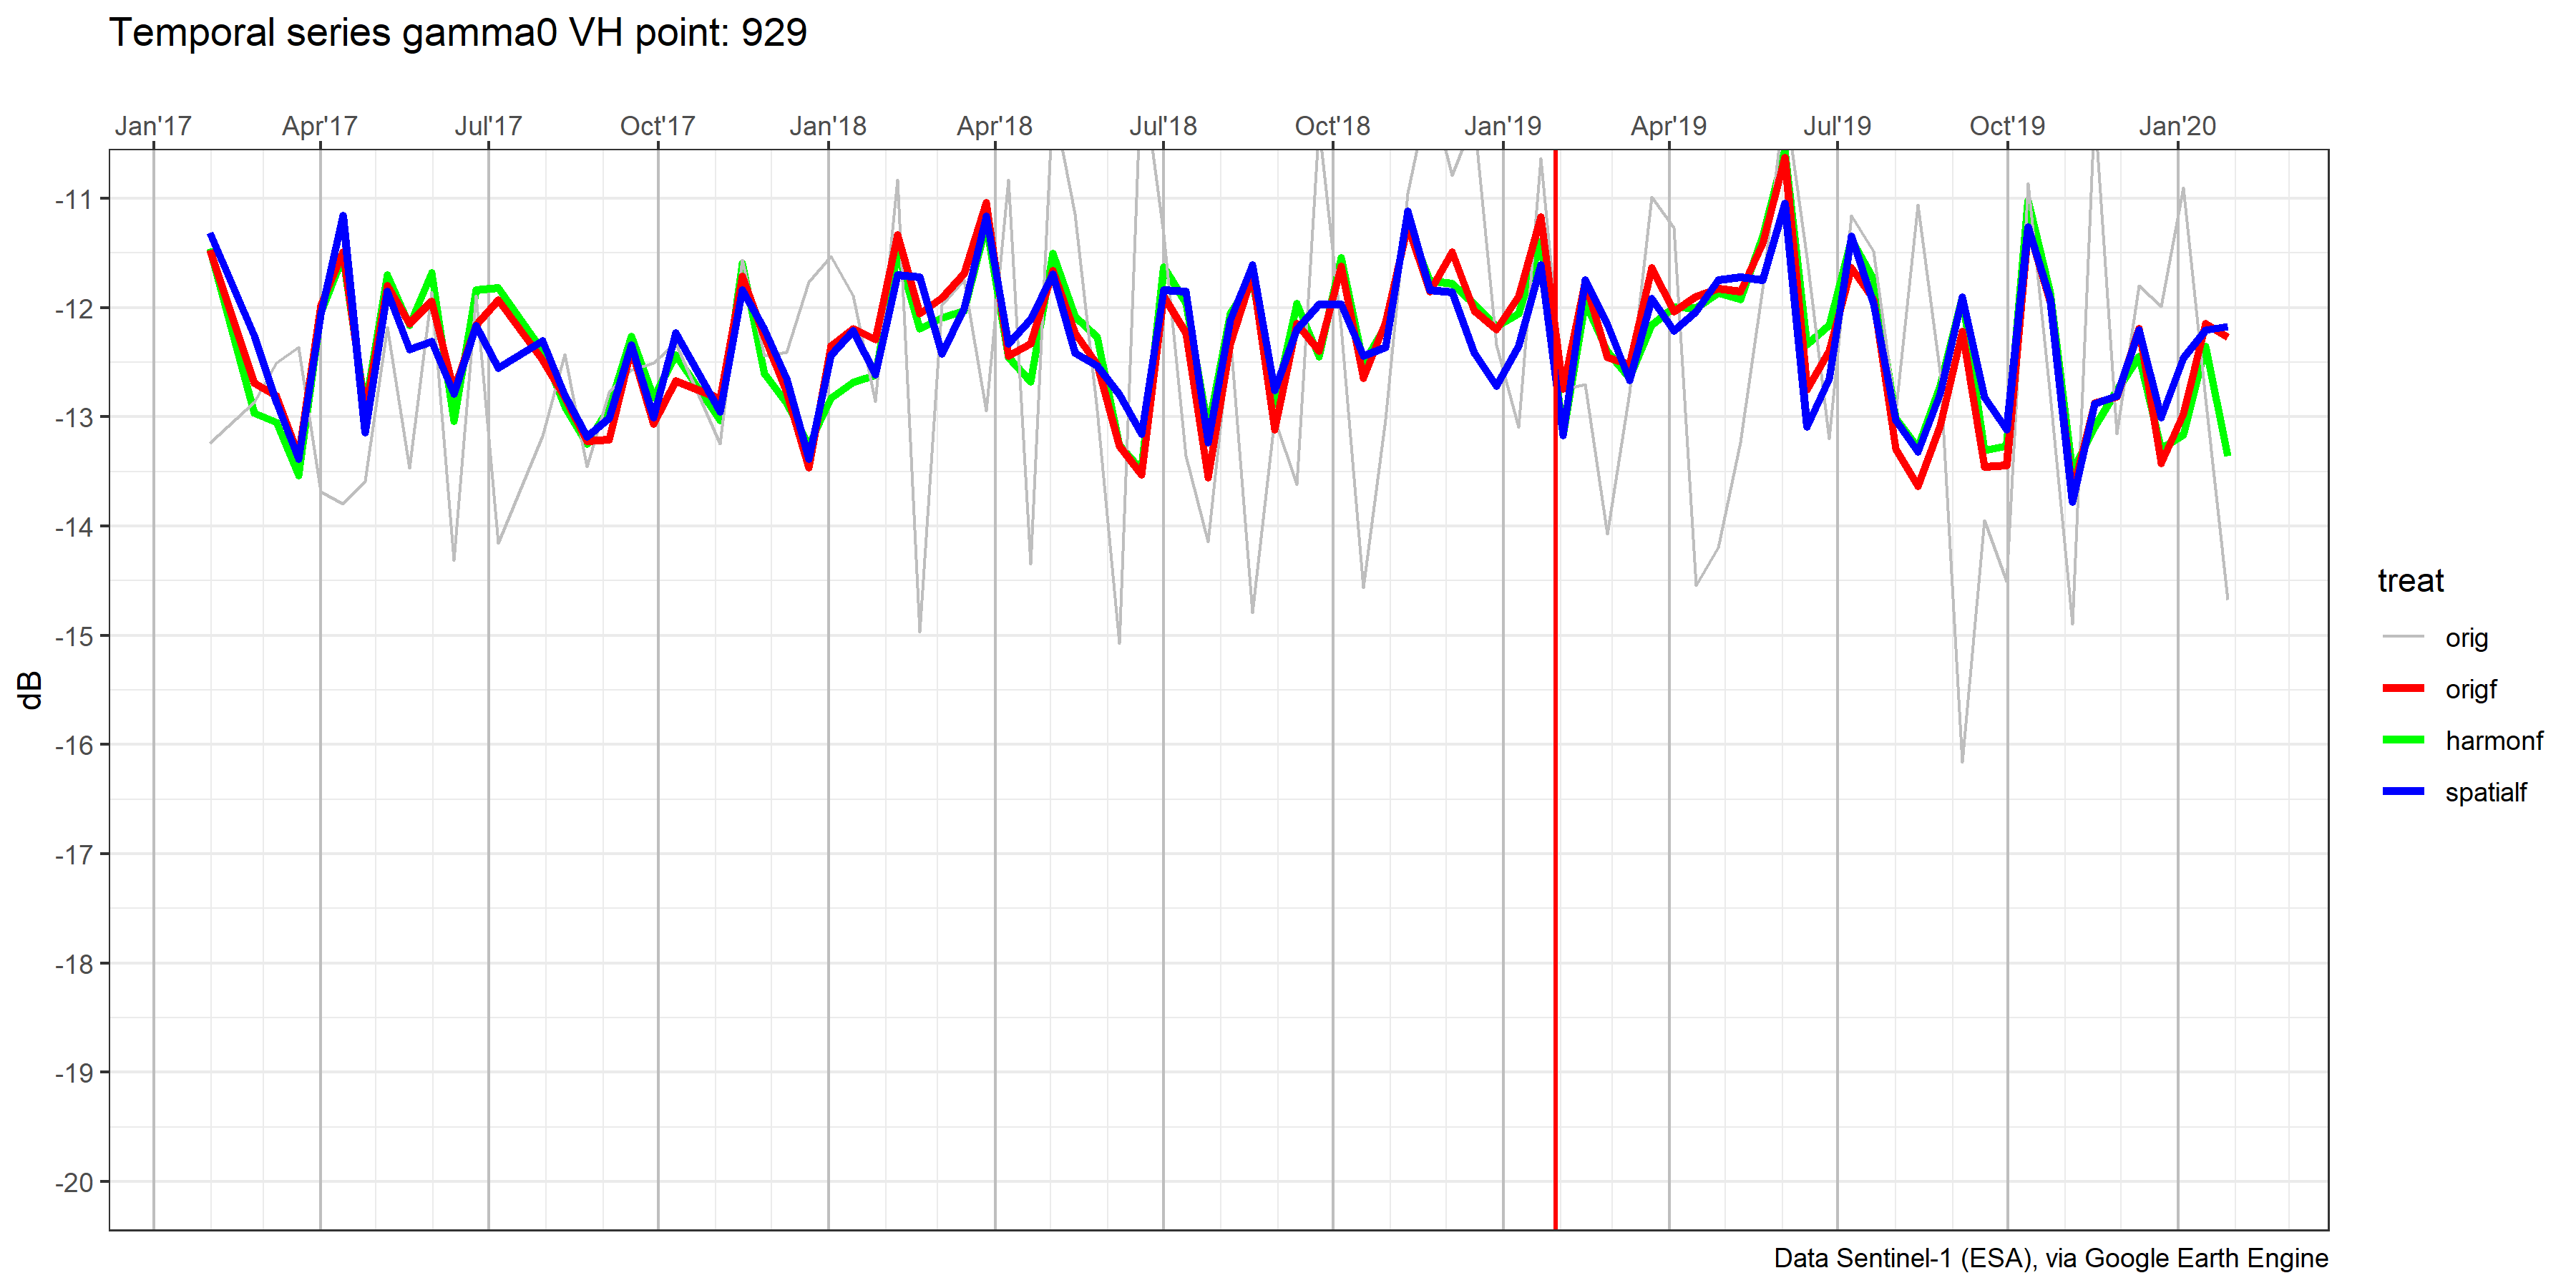 Temporal series gamma0 VH point: 929
Jan'17 Apr'17 Jul'17 Oct'17 Jan'18 Apr'18 Jul'18 Oct'18 Jan'19 Apr'19 Jul'19 Oct'19 Jan'20
-11
-12
-13
-14
-15
-16
-17
-18
-19
-20
dB
treat
orig
origf
harmonf
spatialf
Data Sentinel-1 (ESA), via Google Earth Engine